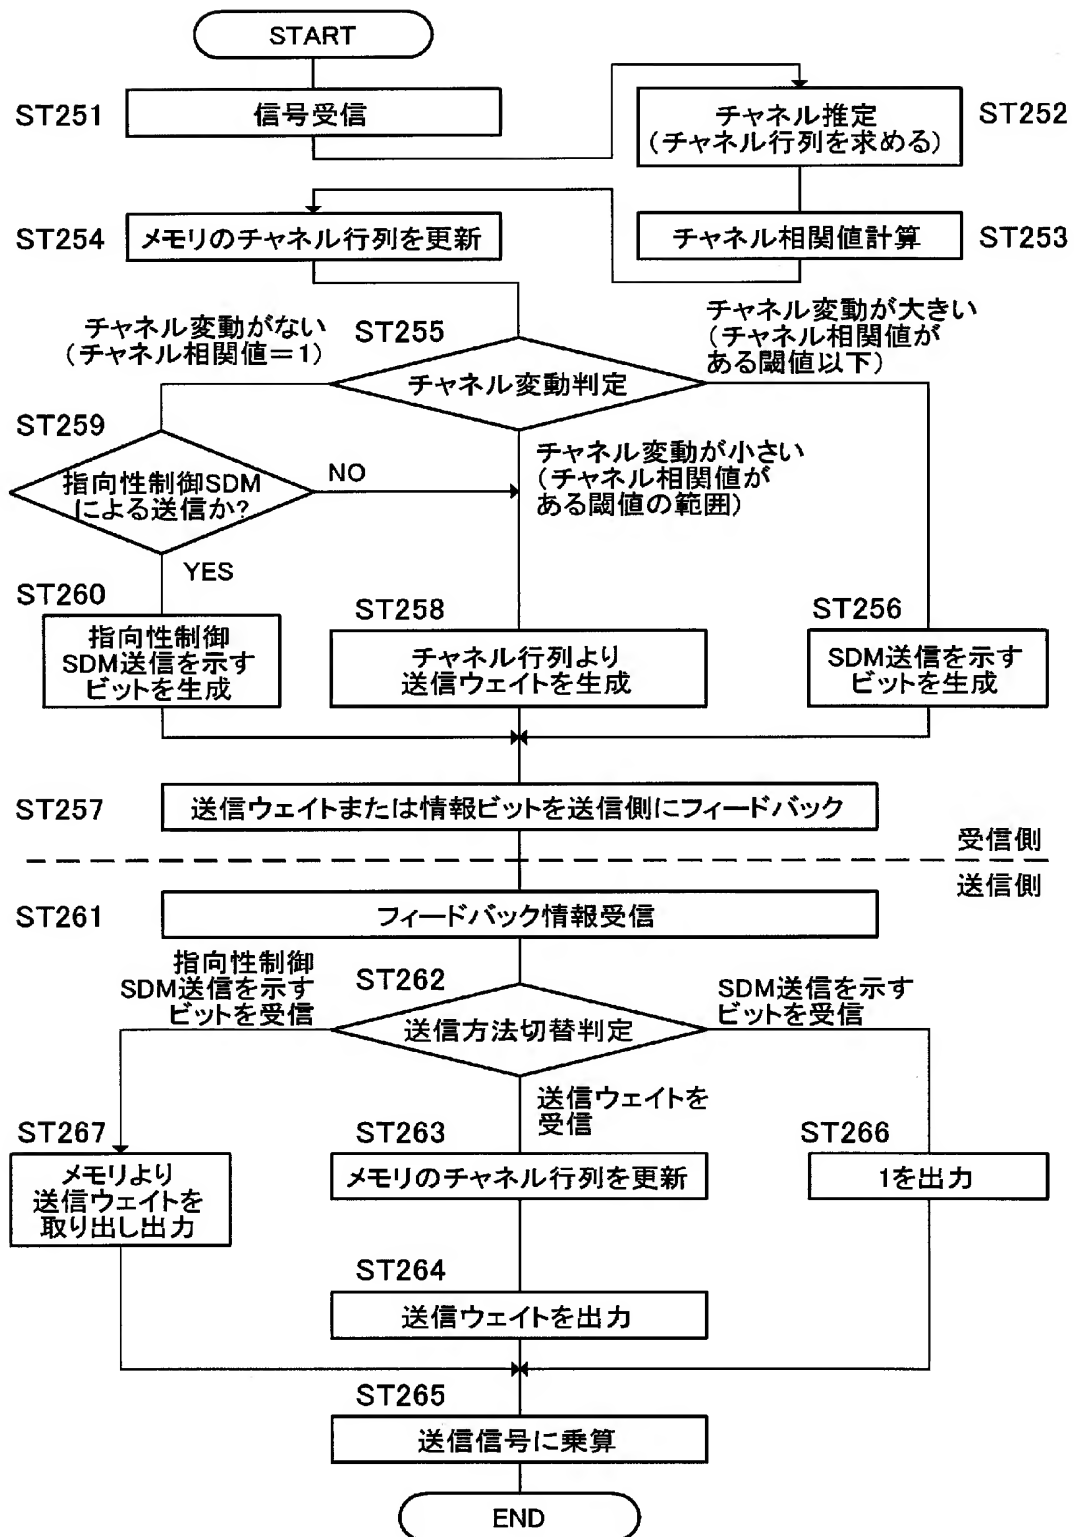 START
ST251
信号受信
チャネル推定
(チャネル行列を求める)
ST252
ST254
メモリのチャネル行列を更新
チャネル相関値計算
ST253
チャネル変動がない
(チャネル相関値=1)
ST255
チャネル変動が大きい
(チャネル相関値が
ある閾値以下)
チャネル変動判定
ST259
指向性制御SDM
による送信か?
NO
チャネル変動が小さい
(チャネル相関値が
ある閾値の範囲)
YES
ST260
指向性制御
SDM送信を示す
ビットを生成
ST258
チャネル行列より
送信ウェイトを生成
ST256
SDM送信を示す
ビットを生成
ST257
送信ウェイトまたは情報ビットを送信側にフィードバック
受信側
送信側
ST261
フィードバック情報受信
指向性制御
SDM送信を示す
ビットを受信
ST262
SDM送信を示す
ビットを受信
送信方法切替判定
送信ウェイトを
受信
ST267
メモリより
送信ウェイトを
取り出し出力
ST263
メモリのチャネル行列を更新
ST266
1を出力
ST264
送信ウェイトを出力
ST265
送信信号に乗算
END